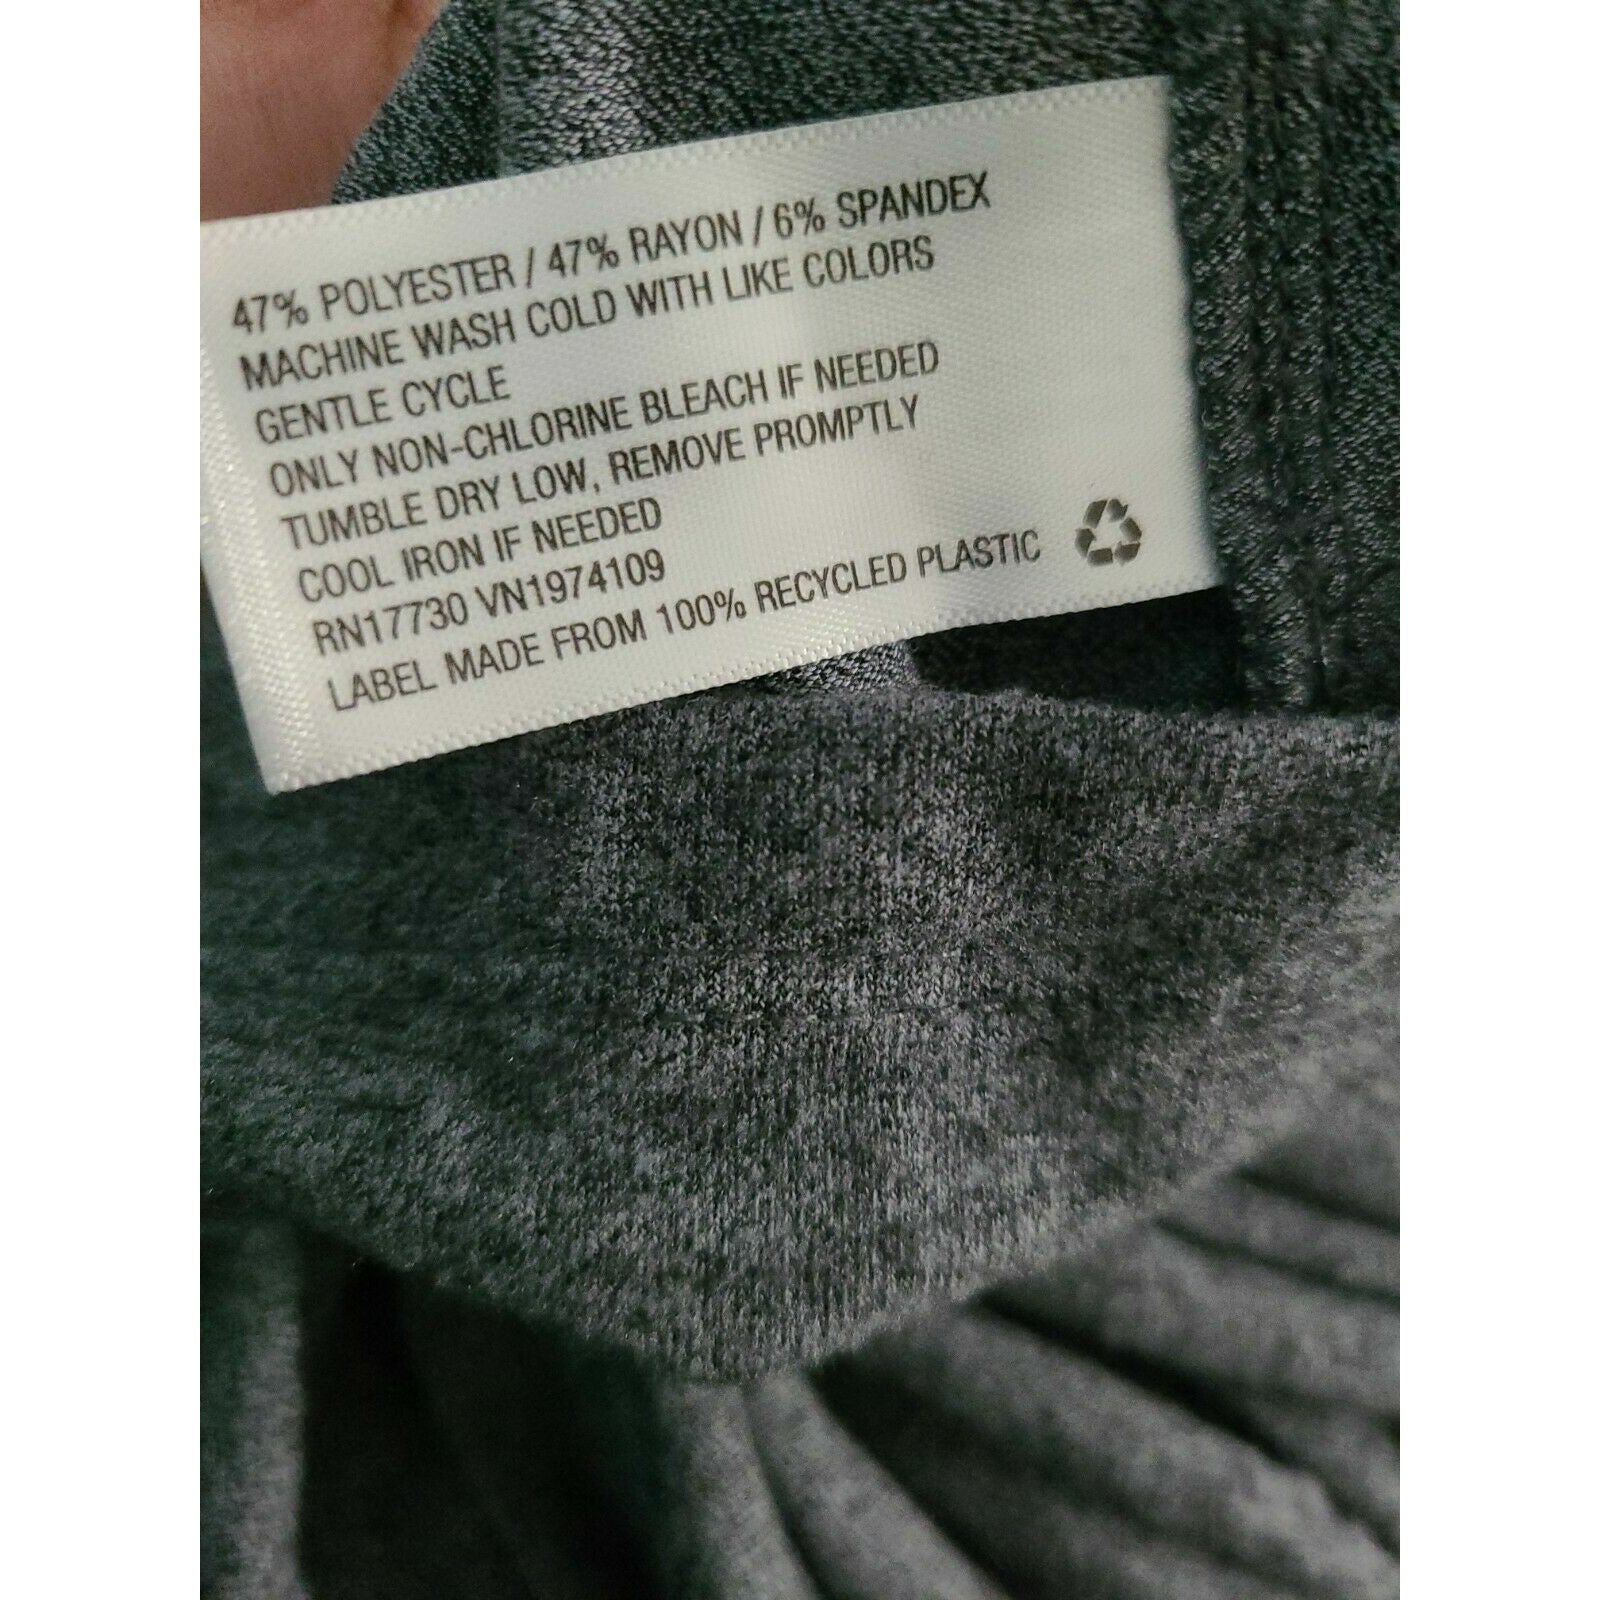 47% POLYESTER / 47% RAYON / 6% SPANDEX
MACHINE WASH COLD WITH LIKE COLORS
GENTLE CYCLE
ONLY NON-CHLORINE BLEACH IF NEEDED
TUMBLE DRY LOW, REMOVE PROMPTLY
COOL IRON IF NEEDED
RN17730 VN1974109
LABEL MADE FROM 100% RECYCLED PLASTIC